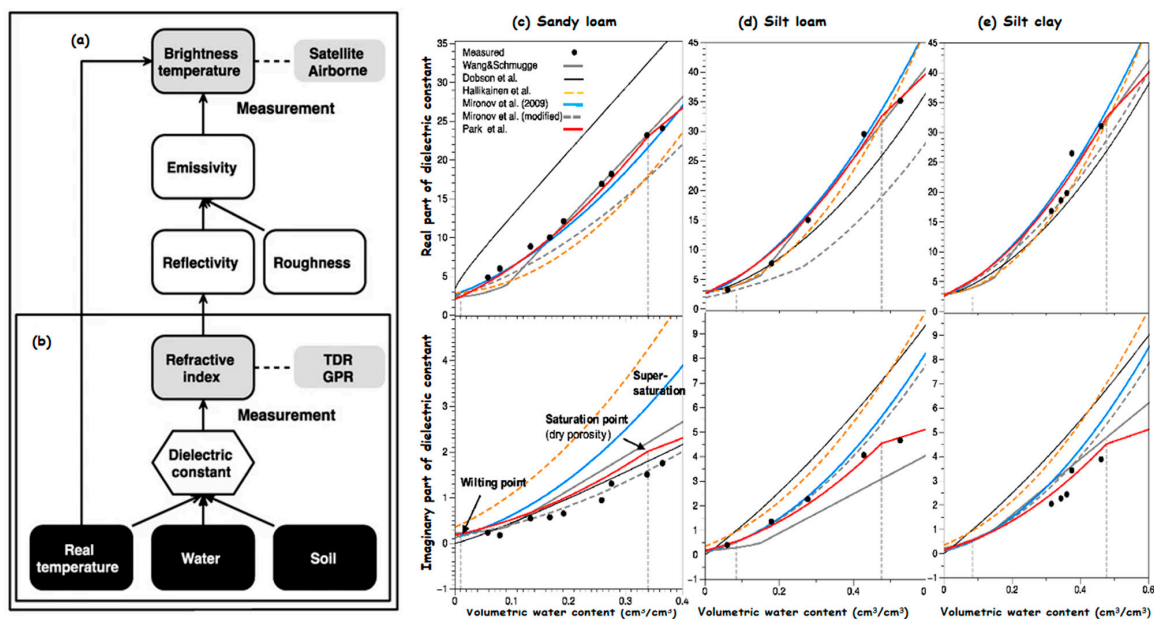 (a)
Brightness
temperature
Satellite
Airborne
Measurement
Emissivity
Reflectivity
Roughness
(b)
Refractive
index
TDR
GPR
Measurement
Dielectric
constant
Real
temperature
Water
Soil
(c) Sandy loam
(d) Silt loam
(e) Silt clay
Real part of dielectric constant
35
30
25
20
15
10
5
0
Measured
Wang&Schmugge
Dobson et al.
Hallikainen et al.
Mironov et al. (2009)
Mironov et al. (modified)
Park et al.
45
40
35
30
25
20
15
10
5
0
45
40
35
30
25
20
15
10
5
0
Imaginary part of dielectric constant
4
3
2
1
0
-1
Super-
saturation
Saturation point
(dry porosity)
Wilting point
0 0.1 0.2 0.3 0.4
Volumetric water content (cm³/cm³)
9
8
7
6
5
4
3
2
1
0
-1
0 0.2 0.4 0
Volumetric water content (cm³/cm³)
9
8
7
6
5
4
3
2
1
0
-1
0 0.2 0.4 0.6
Volumetric water content (cm³/cm³)